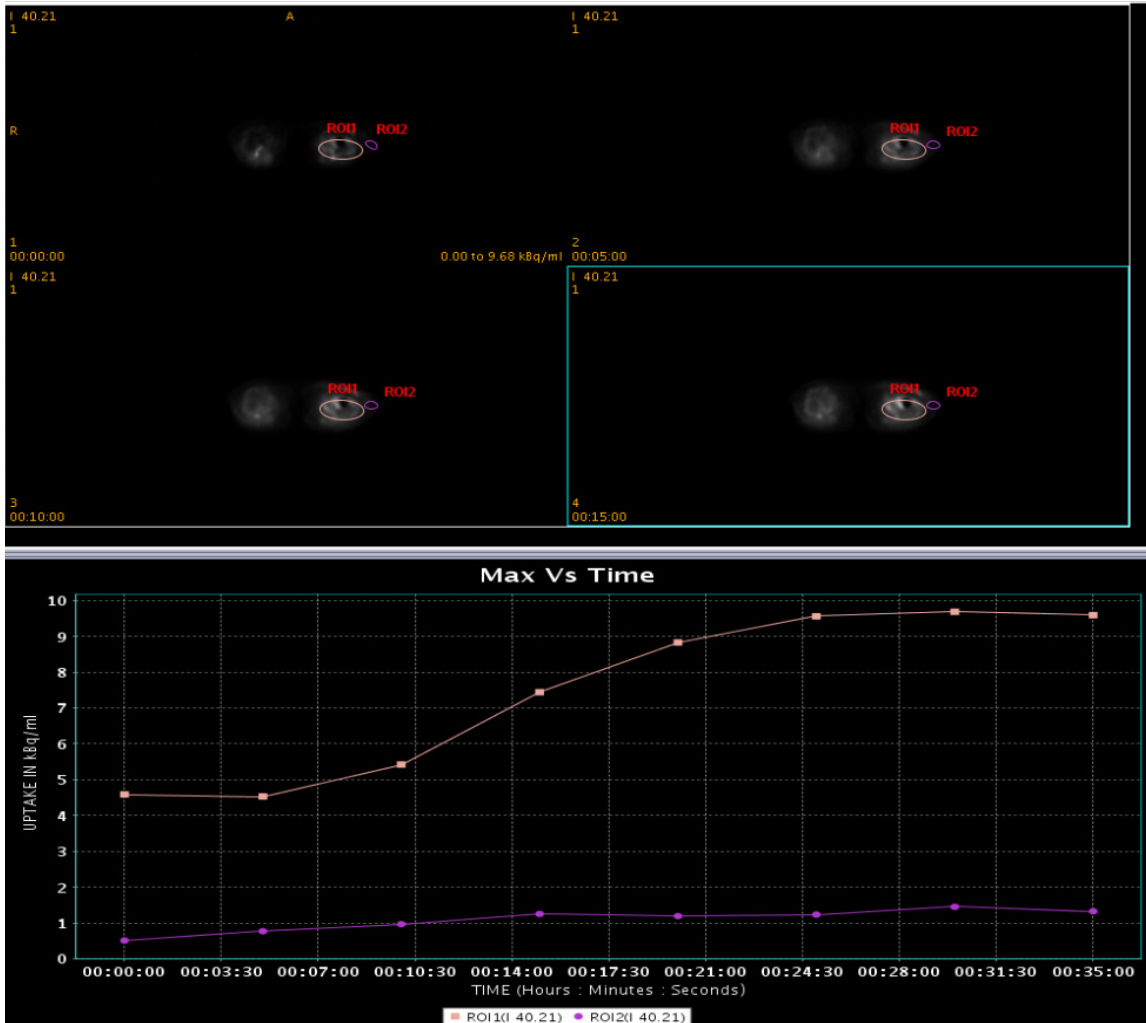 I 40.21
1
A
R
ROI1 ROI2
1
00:00:00
0.00 to 9.68 kBq/ml
I 40.21
1
ROI1 ROI2
2
00:05:00
I 40.21
1
ROI1 ROI2
3
00:10:00
I 40.21
1
ROI1 ROI2
4
00:15:00
Max Vs Time
UPTAKE IN kBq/ml
10
9
8
7
6
5
4
3
2
1
0
00:00:00 00:03:30 00:07:00 00:10:30 00:14:00 00:17:30 00:21:00 00:24:30 00:28:00 00:31:30 00:35:00
TIME (Hours : Minutes : Seconds)
ROI1(I 40.21) ROI2(I 40.21)